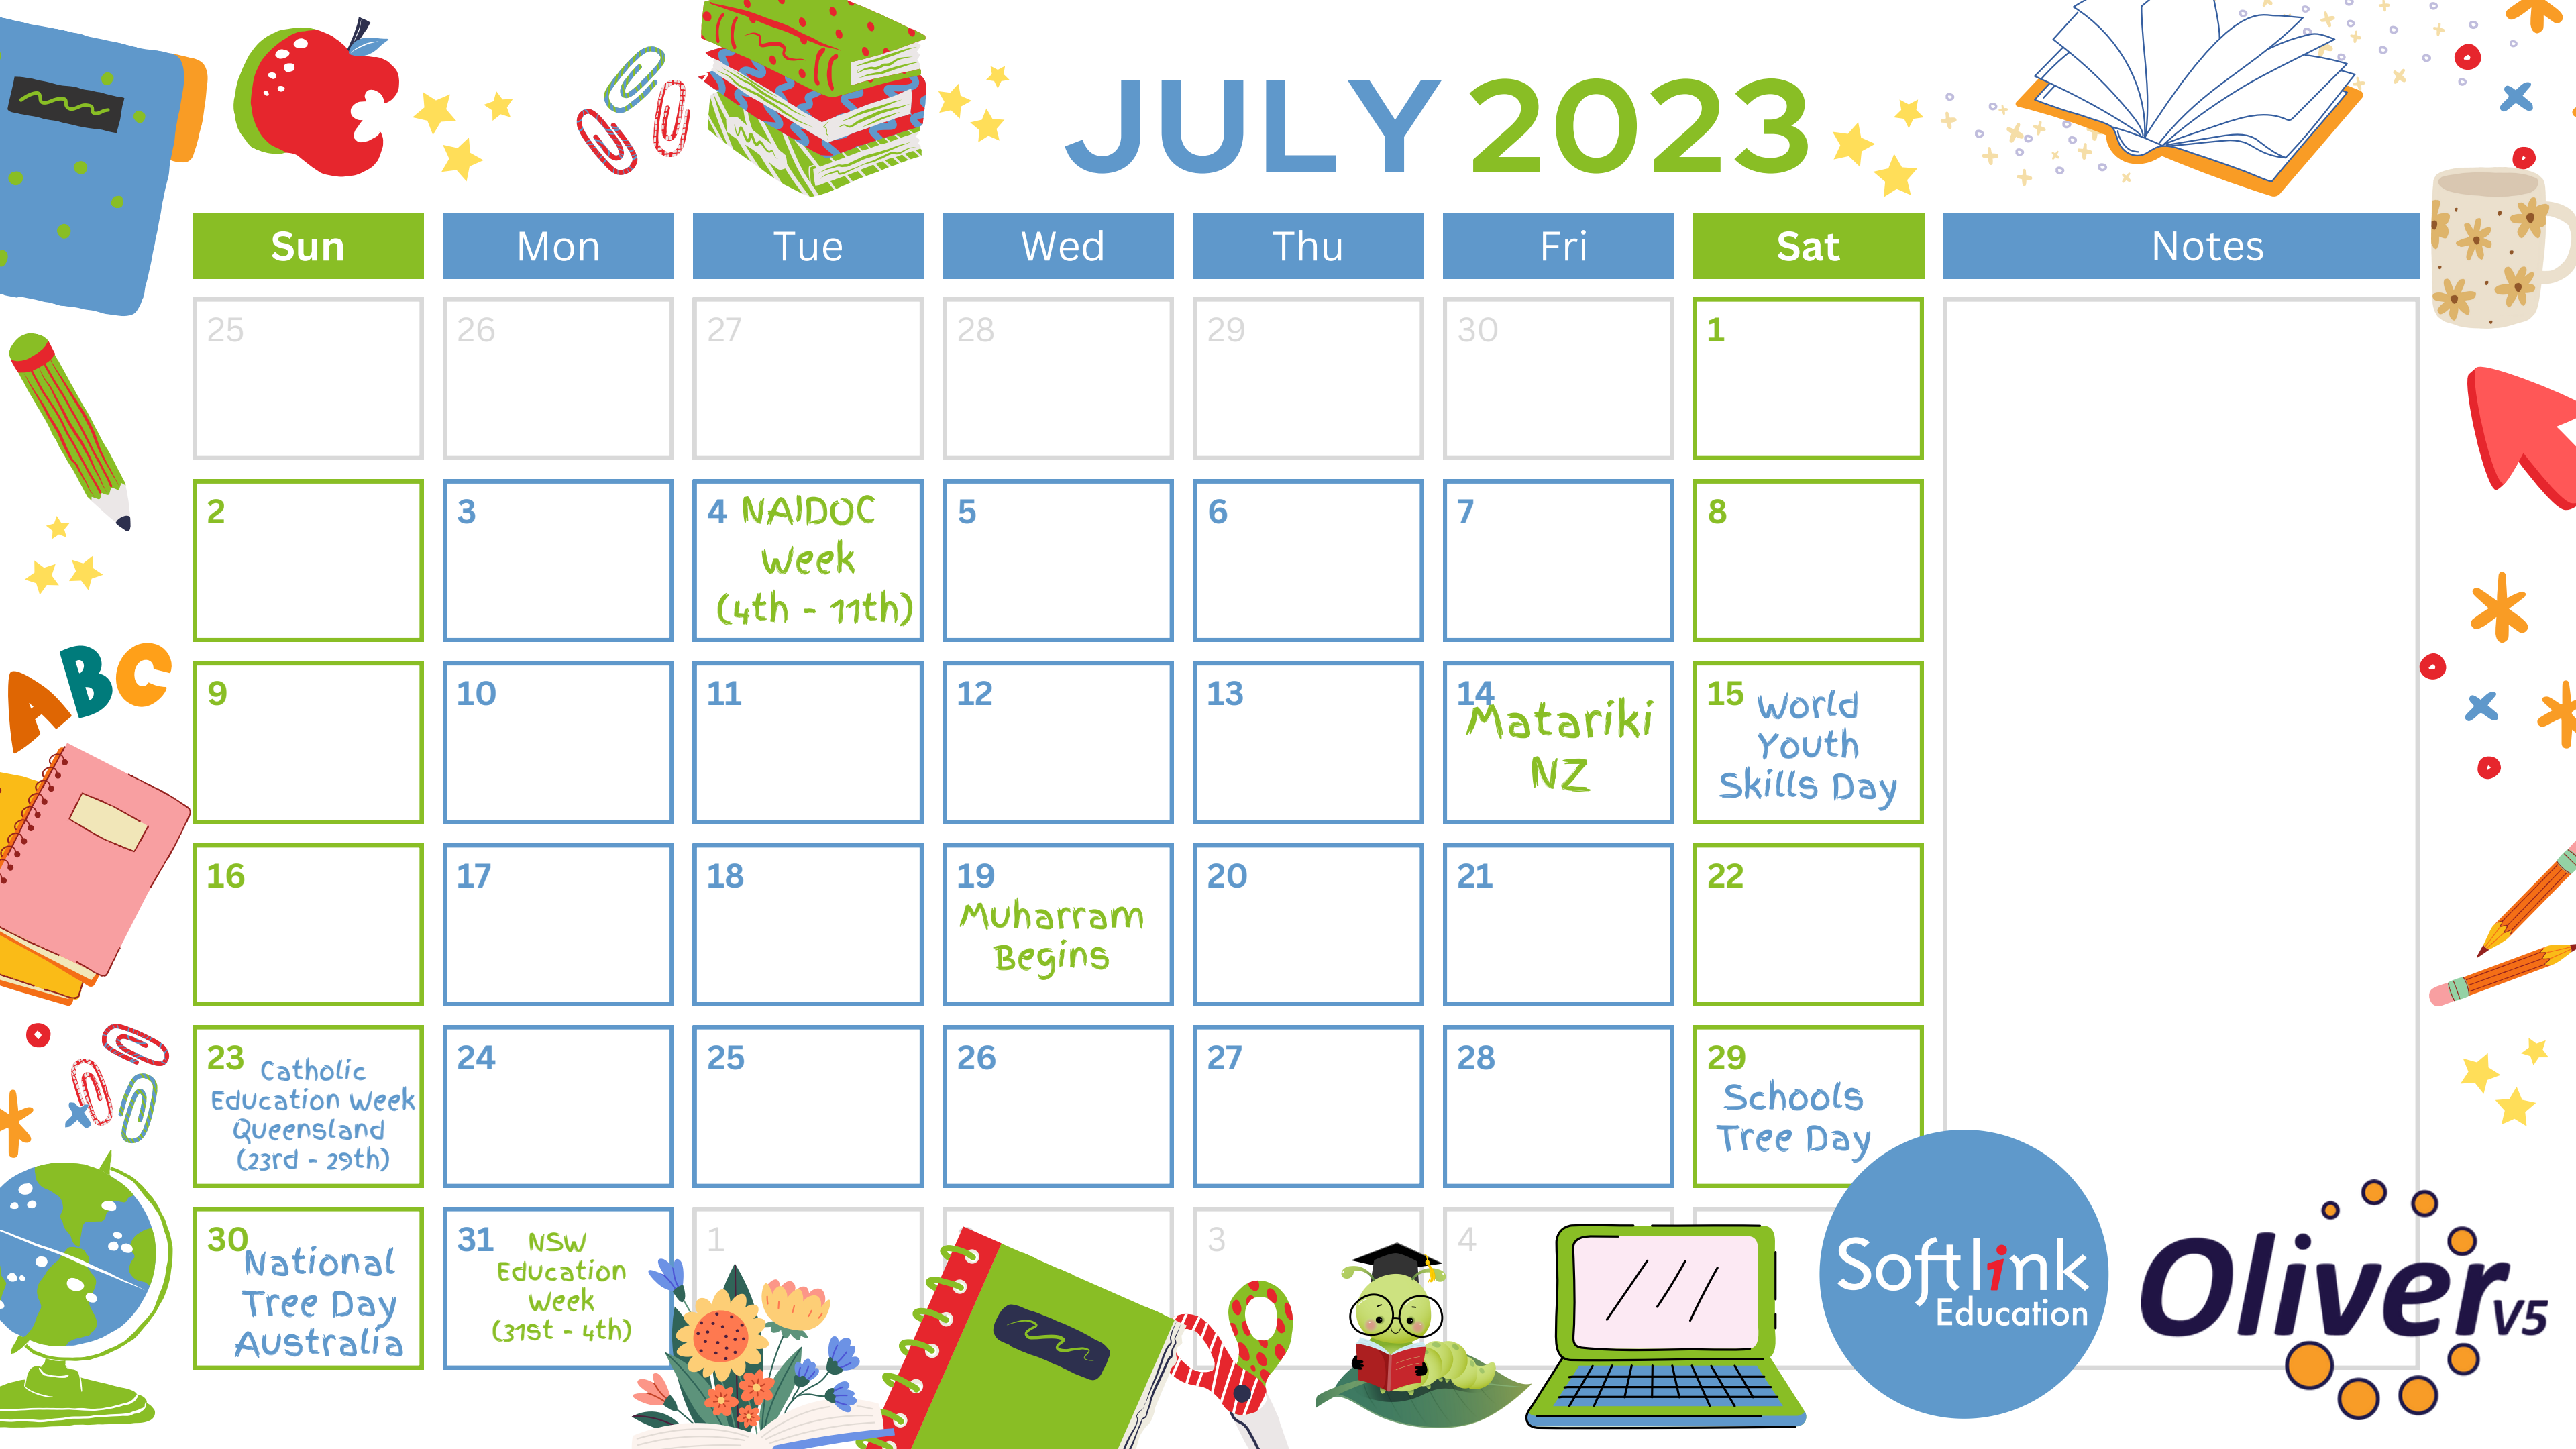 JULY 2023
Sun Mon Tue Wed Thu Fri Sat Notes
25 26 27 28 29 30 1
2 3 4 NAIDOC 5 6 7 8
Week
(4th - 11th)
9 10 11 12 13 14 15 World
Matariki
NZ
Youth
Skills Day
16 17 18 19 20 21 22
Muharram
Begins
23 24 25 26 27 28 29
Catholic
Education Week
Queensland
(23rd - 29th)
Schools
Tree Day
30 31 1 3 4
National
Tree Day
Australia
NSW
Education
Week
(31st - 4th)
ABC
Softlink
Education
Oliver V5